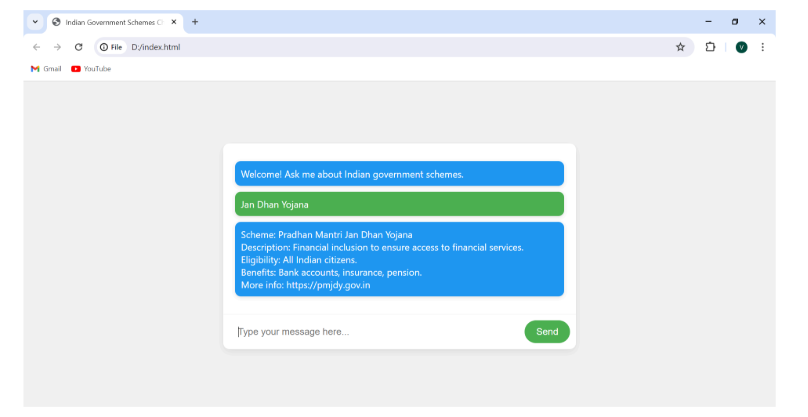 Indian Government Schemes C
File D:/index.html
Gmail YouTube
Welcome! Ask me about Indian government schemes.
Jan Dhan Yojana
Scheme: Pradhan Mantri Jan Dhan Yojana
Description: Financial inclusion to ensure access to financial services.
Eligibility: All Indian citizens.
Benefits: Bank accounts, insurance, pension.
More info: https://pmjdy.gov.in
Type your message here...
Send
V